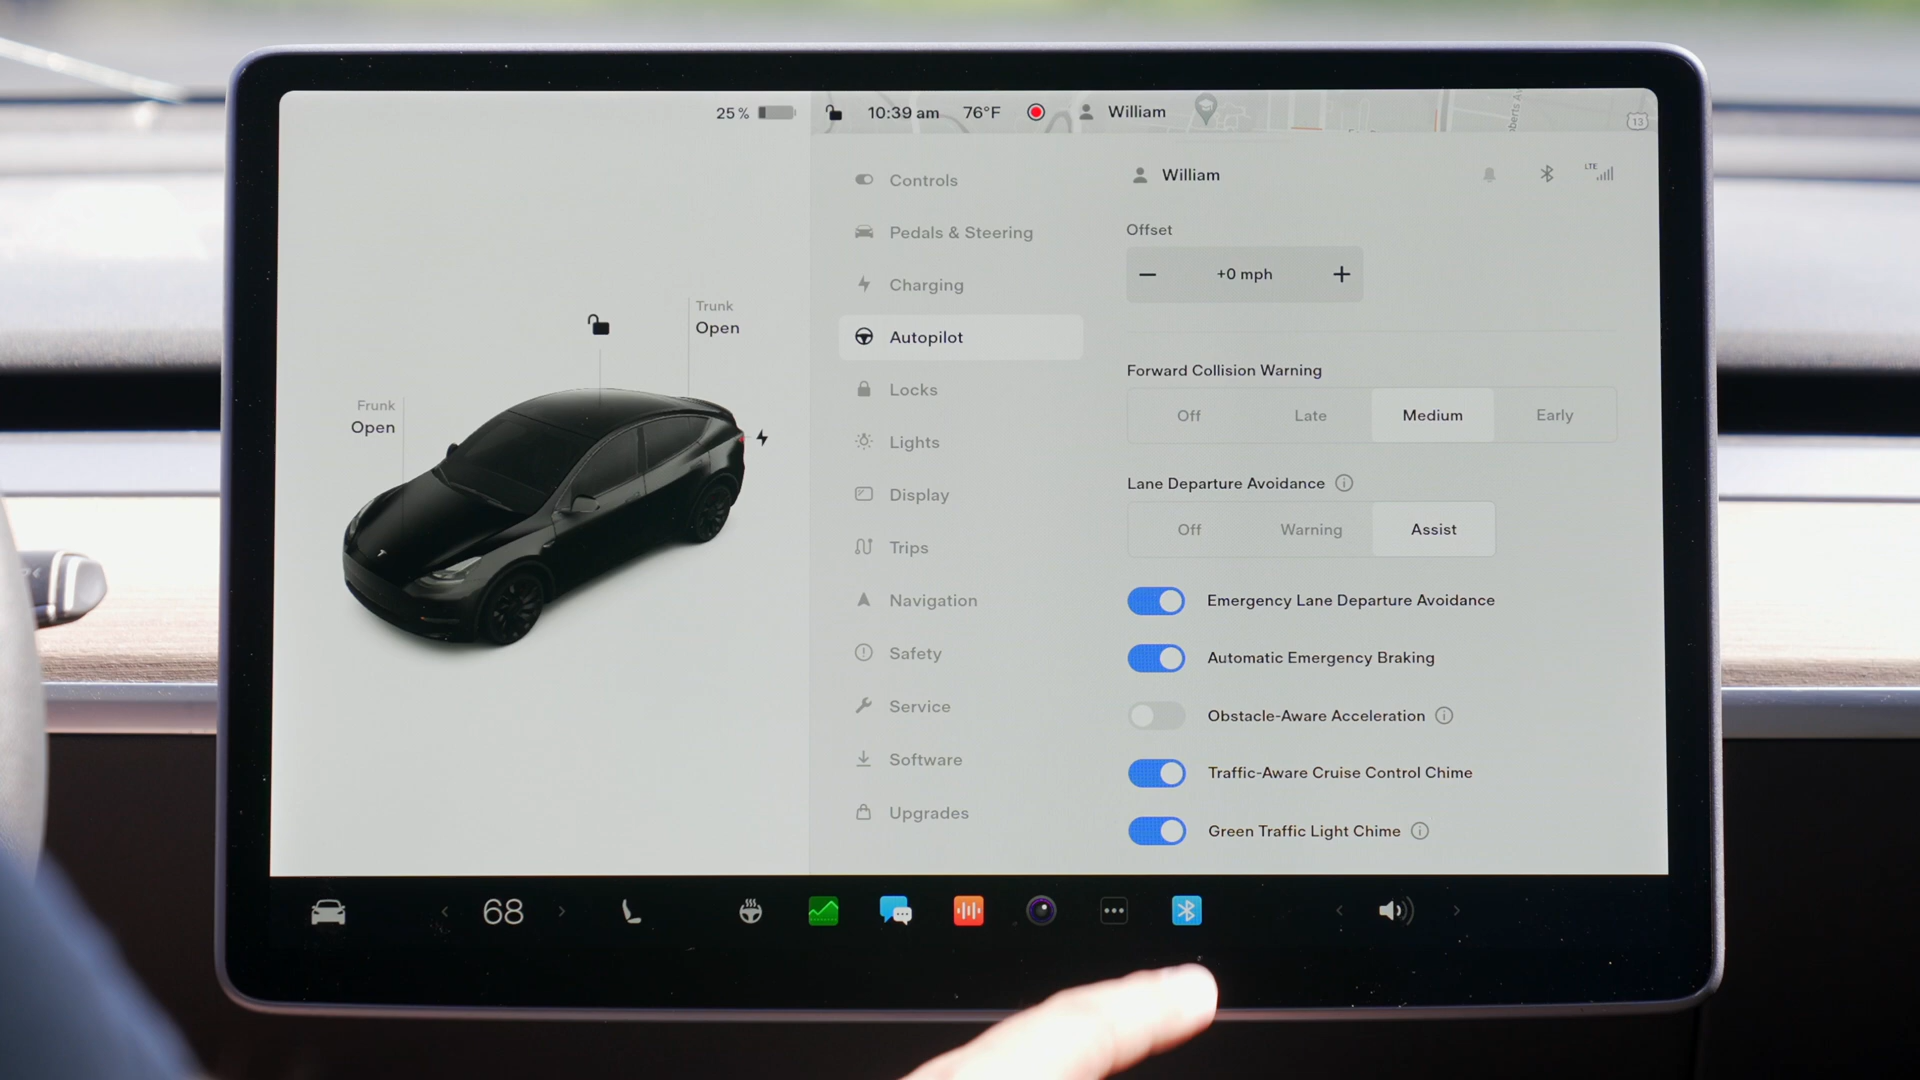 25 %
10:39 am 76°F William
13
Trunk
Open
Frunk
Open
Controls
Pedals & Steering
Charging
Autopilot
Locks
Lights
Display
Trips
Navigation
Safety
Service
Software
Upgrades
William
LTE
Offset
+0 mph
Forward Collision Warning
Off Late Medium Early
Lane Departure Avoidance
Off Warning Assist
Emergency Lane Departure Avoidance
Automatic Emergency Braking
Obstacle-Aware Acceleration
Traffic-Aware Cruise Control Chime
Green Traffic Light Chime
68